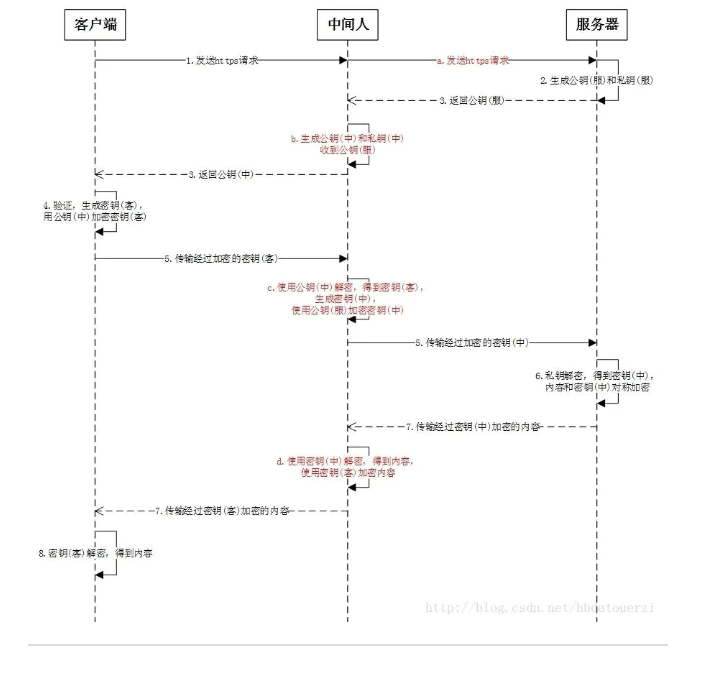 客户端
中间人
服务器
1.发送https请求
a.发送https请求
2.生成公钥(服)和私钥(服)
3.返回公钥(服)
b.生成公钥(中)和私钥(中)
收到公钥(服)
3.返回公钥(中)
4.验证，生成密钥(客)，
用公钥(中)加密密钥(客)
5.传输经过加密的密钥(客)
c.使用公钥(中)解密，得到密钥(客)，
生成密钥(中)，
使用公钥(服)加密密钥(中)
5.传输经过加密的密钥(中)
6.私钥解密，得到密钥(中)，
内容和密钥(中)对称加密
7.传输经过密钥(中)加密的内容
d.使用密钥(中)解密，得到内容，
使用密钥(客)加密内容
7.传输经过密钥(客)加密的内容
8.密钥(客)解密，得到内容
http://blog.csdn.net/hbdatouerzi